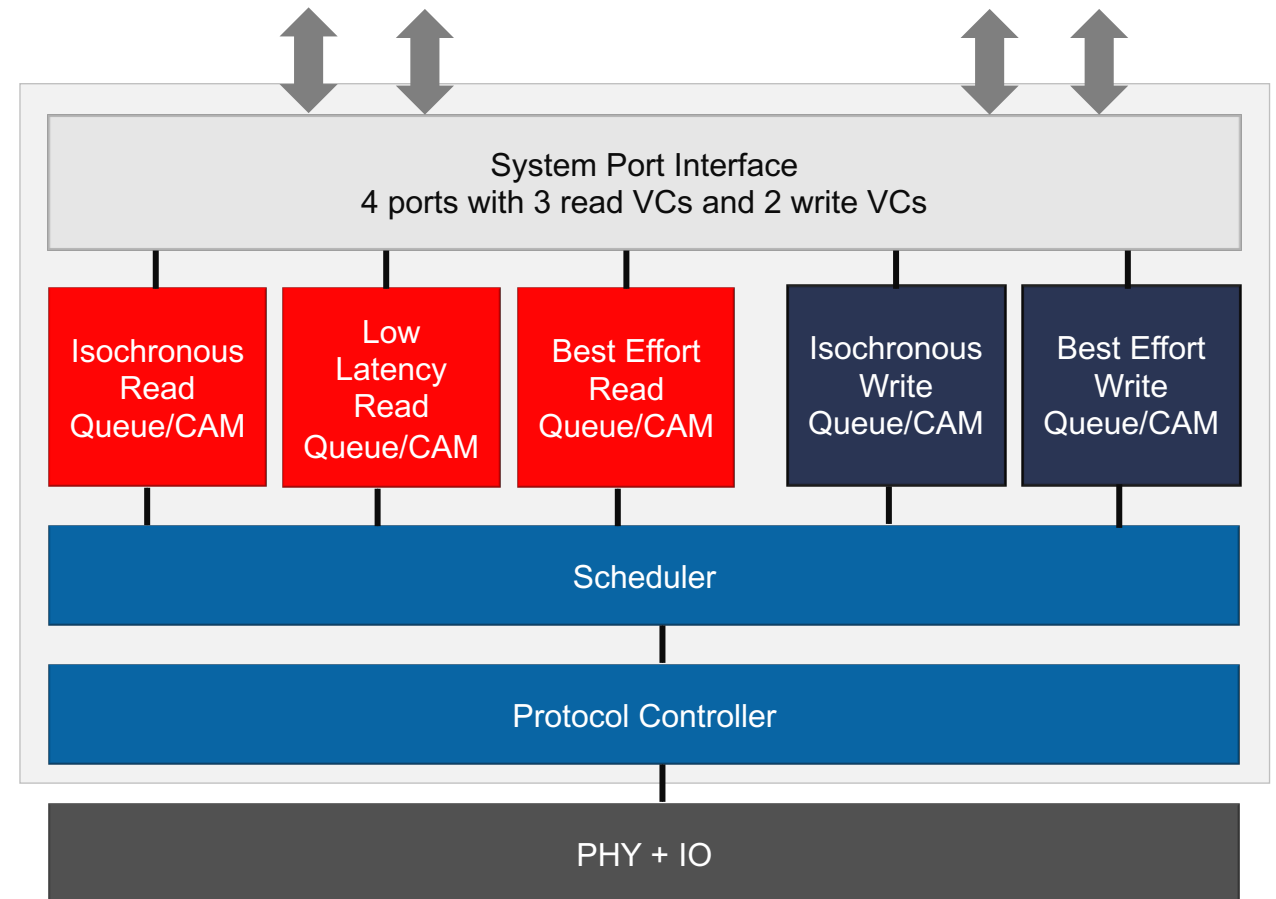 System Port Interface
4 ports with 3 read VCs and 2 write VCs
Isochronous
Read
Queue/CAM
Low
Latency
Read
Queue/CAM
Best Effort
Read
Queue/CAM
Isochronous
Write
Queue/CAM
Best Effort
Write
Queue/CAM
Scheduler
Protocol Controller
PHY + IO